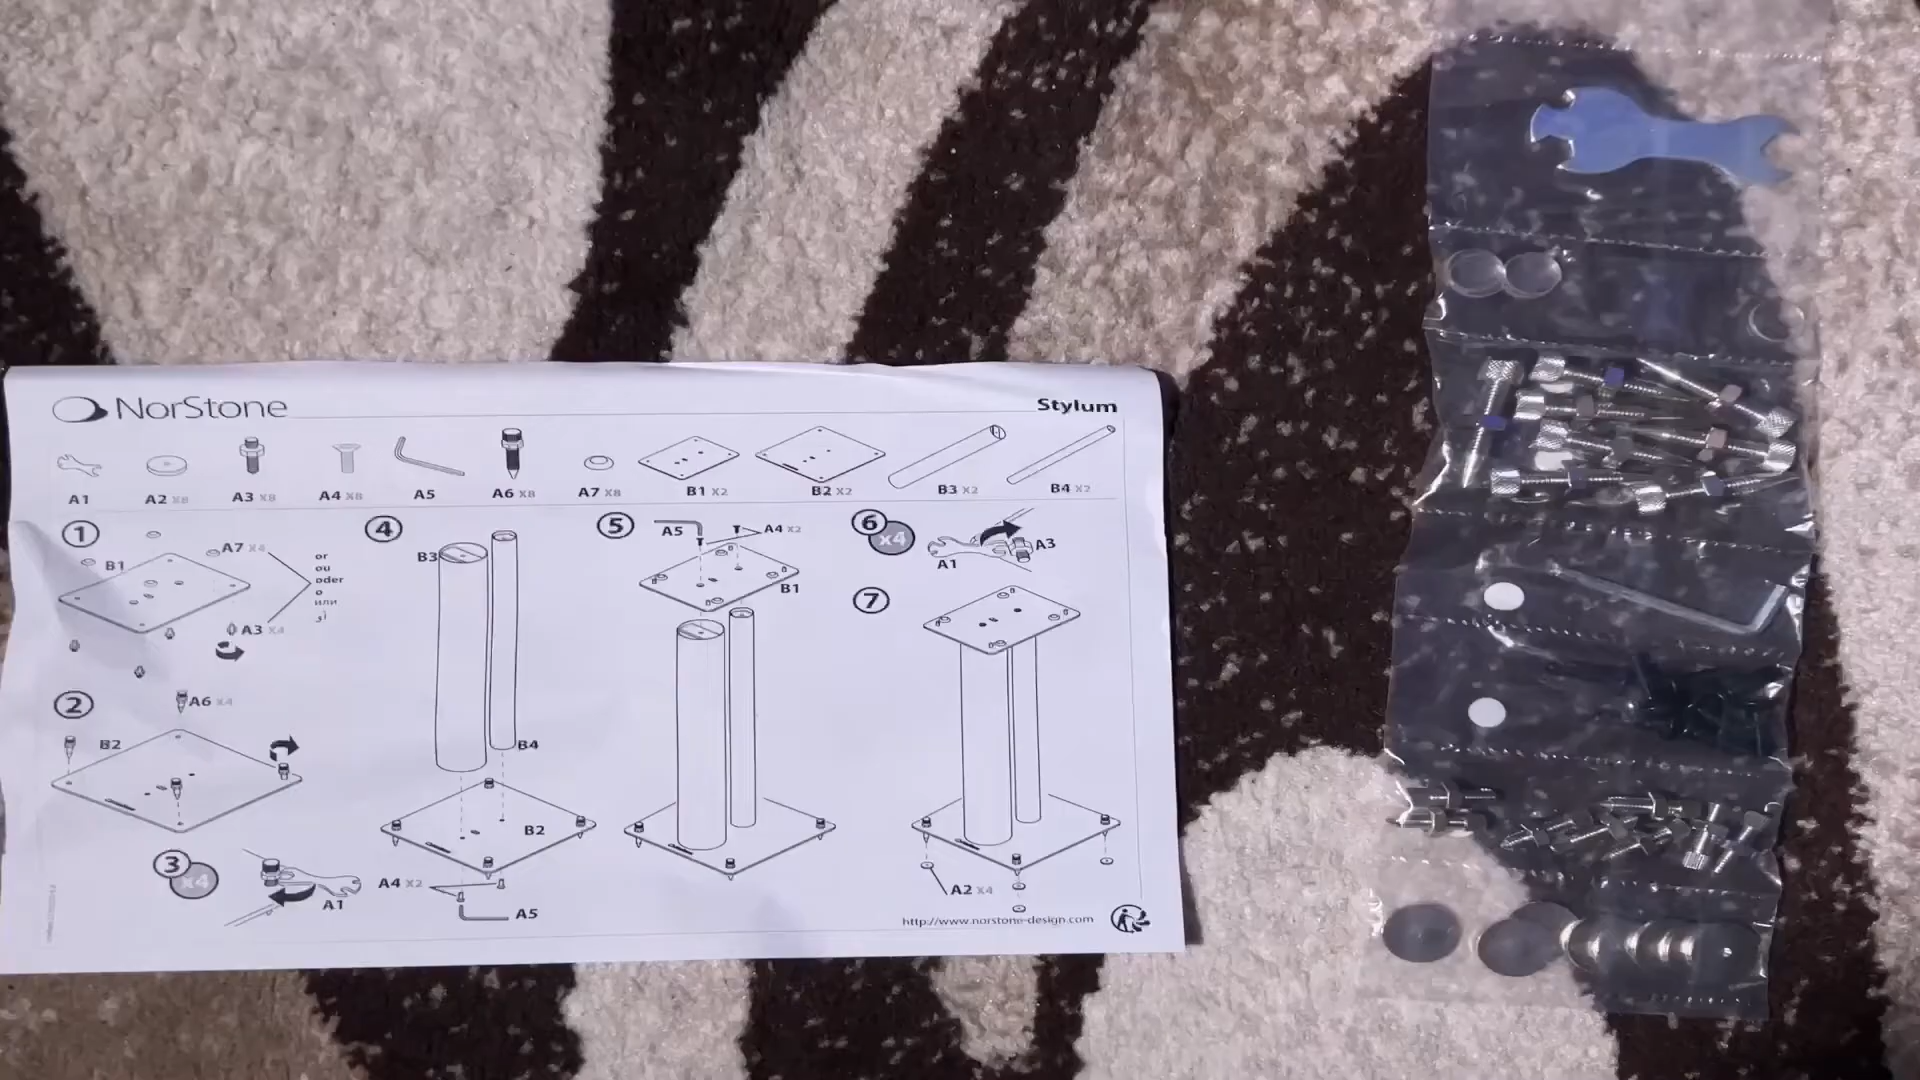 NorStone
Stylum
A1
A2 X8
A3 X8
A4 X8
A5
A6 X8
A7 X8
B1 X2
B2 X2
B3 X2
B4 X2
1
A7 X4
B1
or
ou
oder
o
или
A3 X4
2
A6 X4
B2
3
x4
A1
4
B3
B4
B2
A4 X2
A5
5
A5
A4 X2
B1
6
x4
A3
A1
7
A2 X4
http://www.norstone-design.com